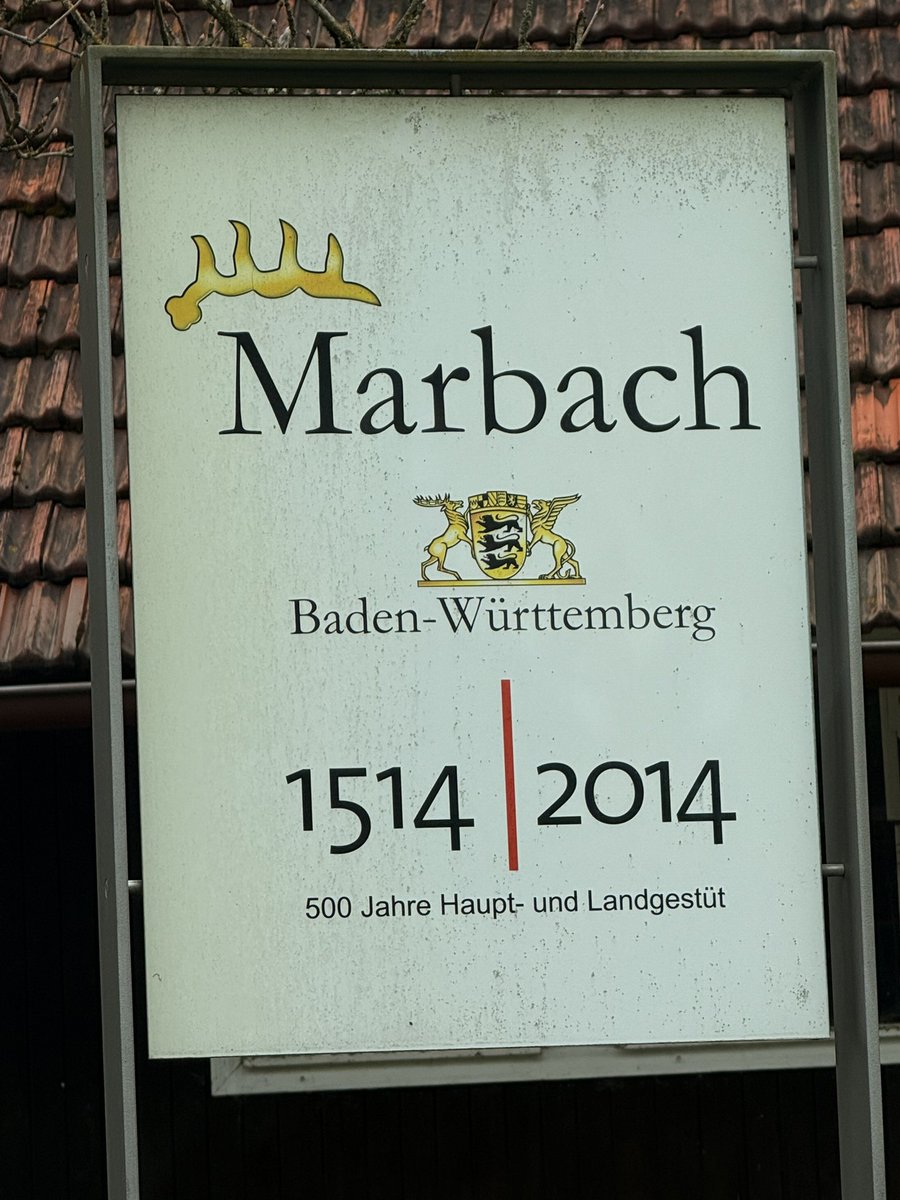 Marbach
Baden-Württemberg
1514 | 2014
500 Jahre Haupt- und Landgestüt